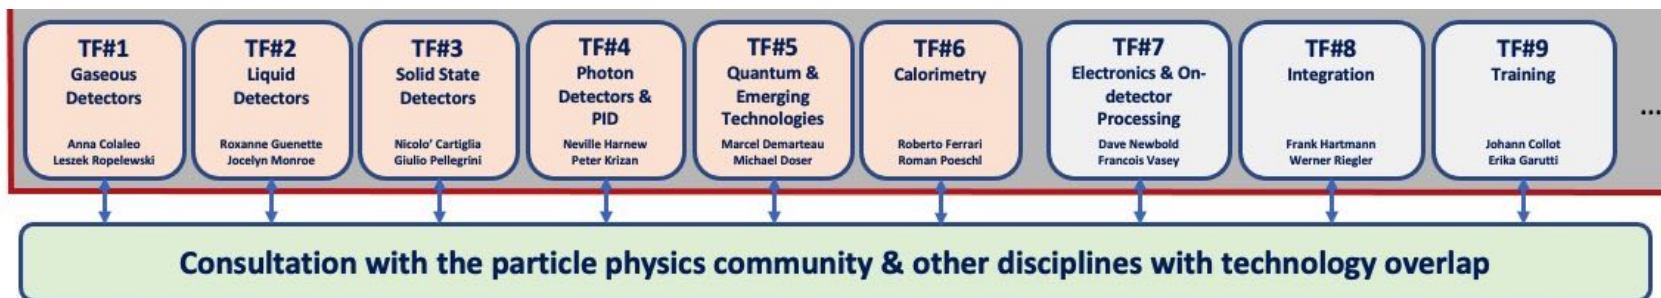 TF#1
Gaseous
Detectors
Anna Colaleo
Leszek Ropelewski
TF#2
Liquid
Detectors
Roxanne Guenette
Jocelyn Monroe
TF#3
Solid State
Detectors
Nicolo' Cartiglia
Giulio Pellegrini
TF#4
Photon
Detectors &
PID
Neville Harnew
Peter Krizan
TF#5
Quantum &
Emerging
Technologies
Marcel Demarteau
Michael Doser
TF#6
Calorimetry
Roberto Ferrari
Roman Poeschl
TF#7
Electronics & On-
detector
Processing
Dave Newbold
Francois Vasey
TF#8
Integration
Frank Hartmann
Werner Riegler
TF#9
Training
Johann Collot
Erika Garutti
...
Consultation with the particle physics community & other disciplines with technology overlap